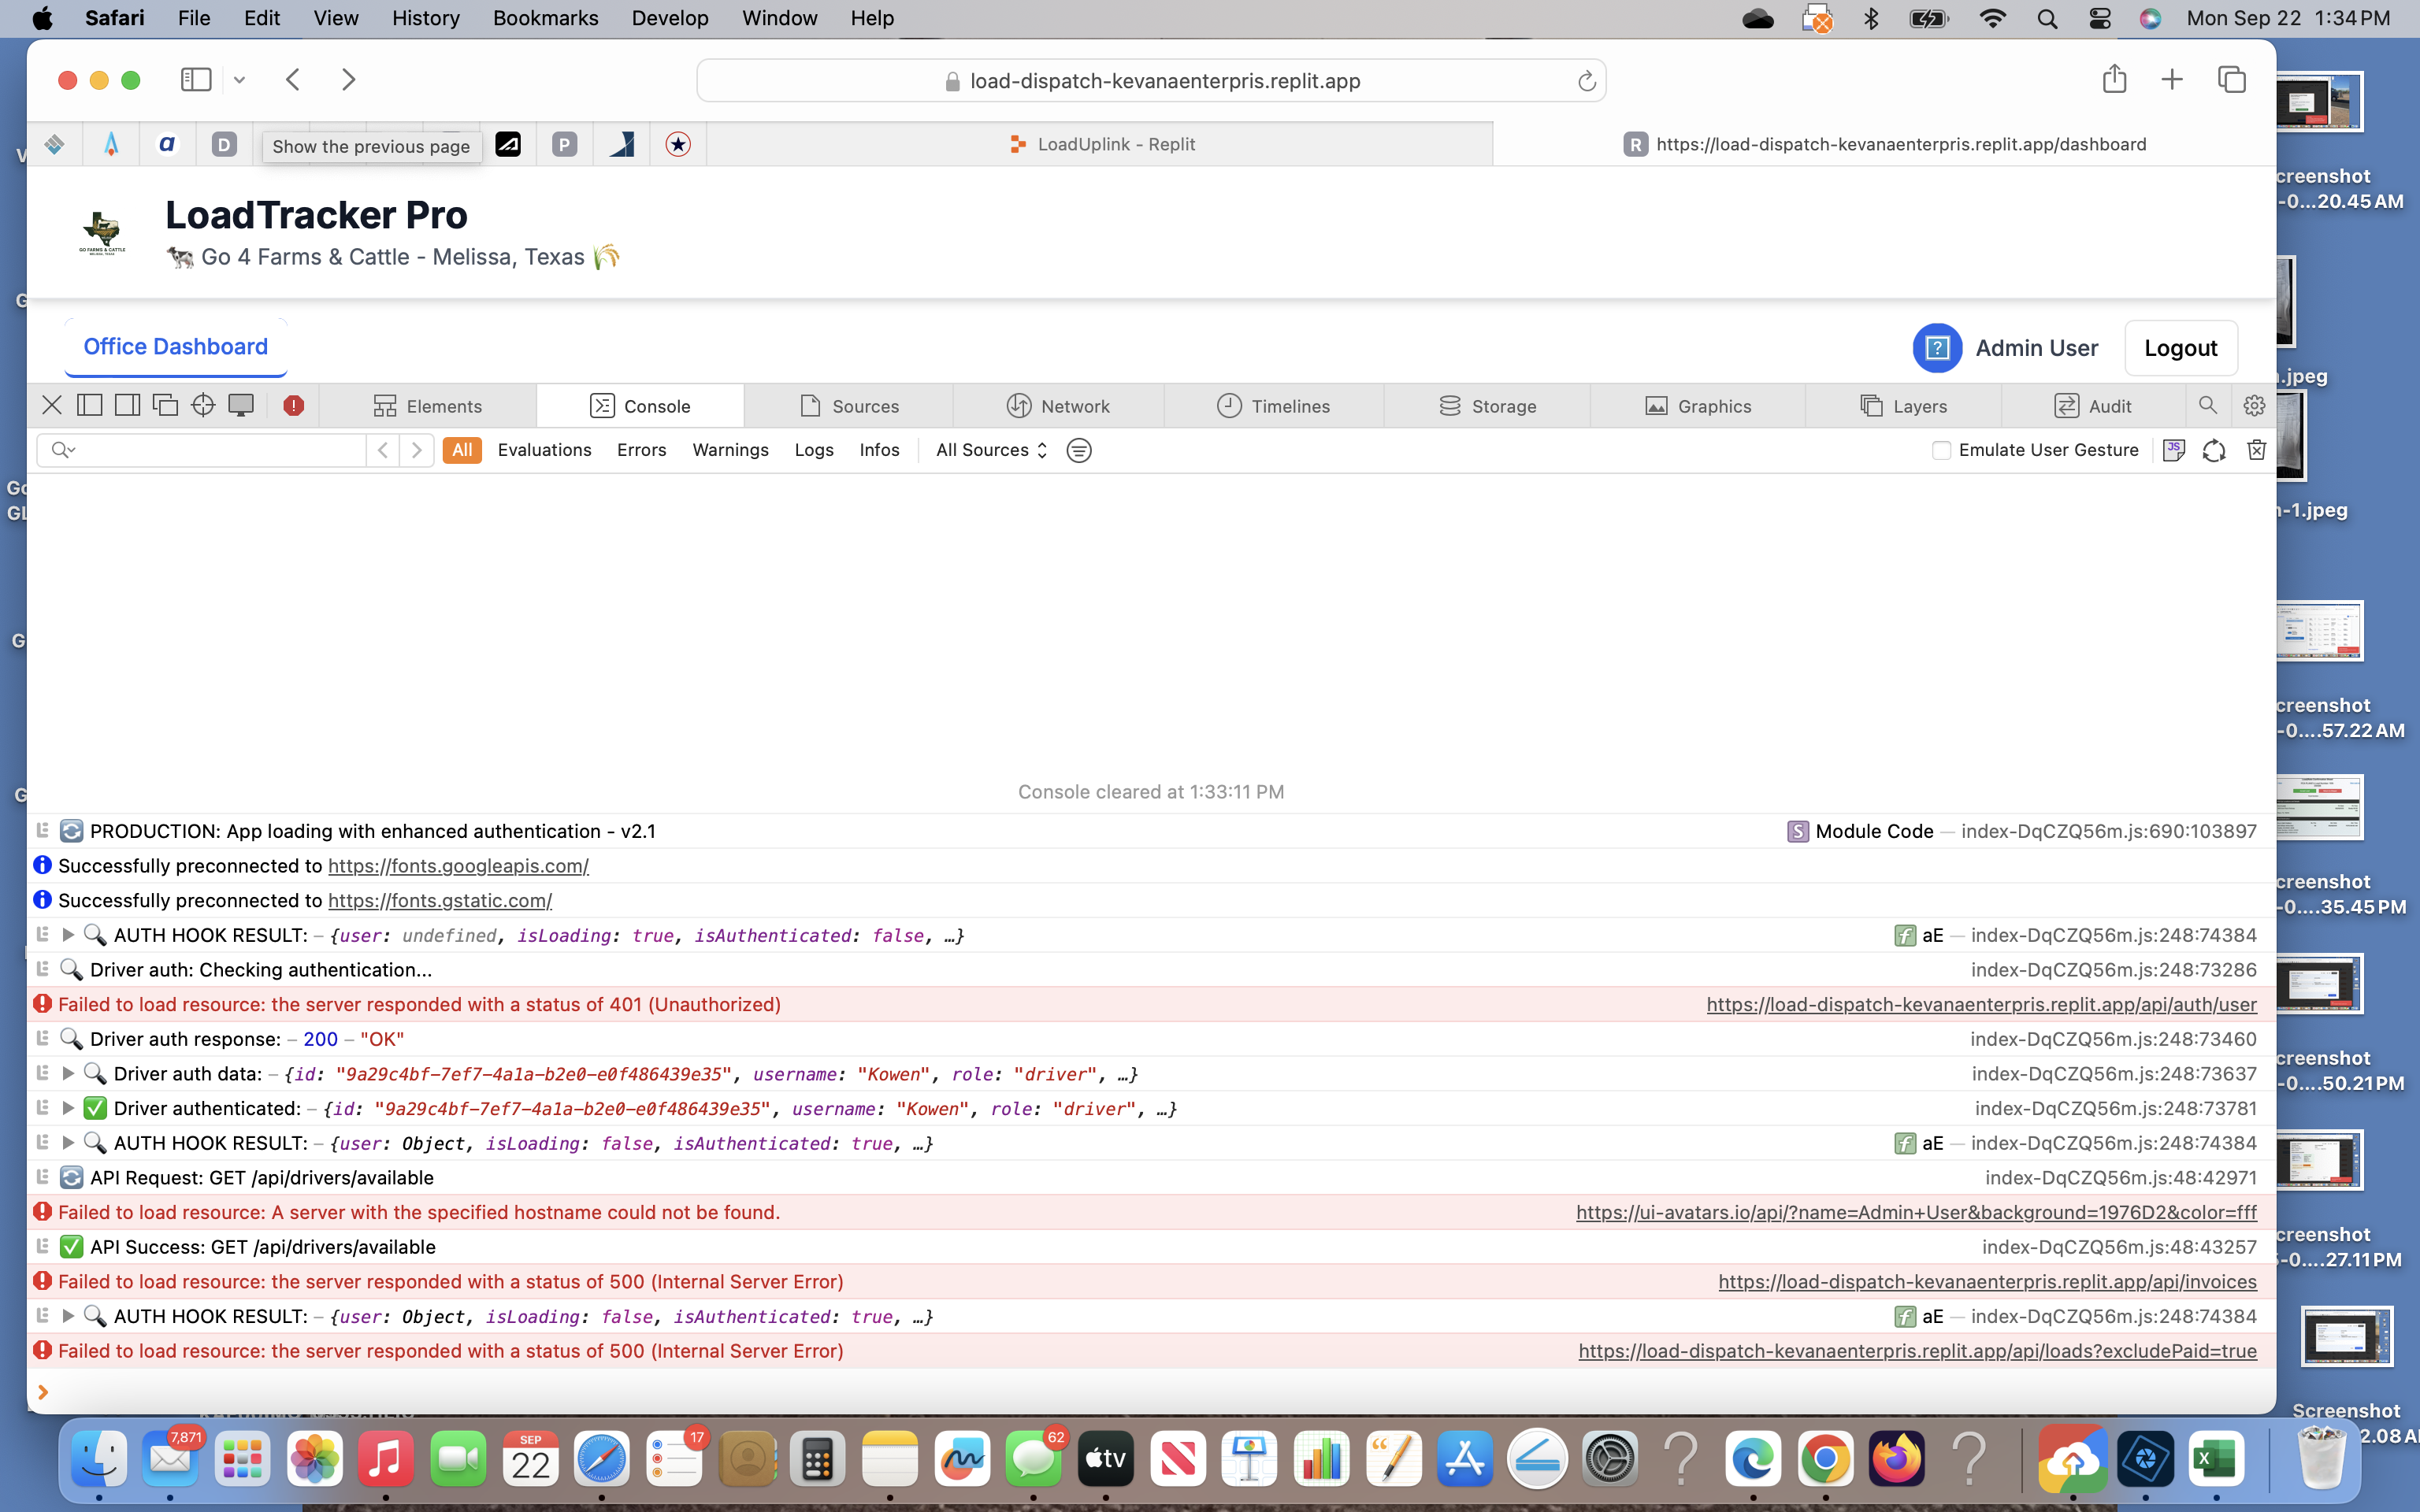 Safari File Edit View History Bookmarks Develop Window Help
Mon Sep 22 1:34 PM
load-dispatch-kevanaenterpris.replit.app
a D Show the previous page P
LoadUplink - Replit
R https://load-dispatch-kevanaenterpris.replit.app/dashboard
LoadTracker Pro
🐄 Go 4 Farms & Cattle - Melissa, Texas 🌾
GO FARMS & CATTLE
MELISSA, TEXAS
Office Dashboard
? Admin User
Logout
Elements Console Sources Network Timelines Storage Graphics Layers Audit
All Evaluations Errors Warnings Logs Infos All Sources
Emulate User Gesture JS
Console cleared at 1:33:11 PM
🔄 PRODUCTION: App loading with enhanced authentication - v2.1 S Module Code — index-DqCZQ56m.js:690:103897
Successfully preconnected to https://fonts.googleapis.com/
Successfully preconnected to https://fonts.gstatic.com/
🔍 AUTH HOOK RESULT: – {user: undefined, isLoading: true, isAuthenticated: false, …} f aE — index-DqCZQ56m.js:248:74384
🔍 Driver auth: Checking authentication... index-DqCZQ56m.js:248:73286
Failed to load resource: the server responded with a status of 401 (Unauthorized) https://load-dispatch-kevanaenterpris.replit.app/api/auth/user
🔍 Driver auth response: – 200 – "OK" index-DqCZQ56m.js:248:73460
🔍 Driver auth data: – {id: "9a29c4bf-7ef7-4a1a-b2e0-e0f486439e35", username: "Kowen", role: "driver", …} index-DqCZQ56m.js:248:73637
✅ Driver authenticated: – {id: "9a29c4bf-7ef7-4a1a-b2e0-e0f486439e35", username: "Kowen", role: "driver", …} index-DqCZQ56m.js:248:73781
🔍 AUTH HOOK RESULT: – {user: Object, isLoading: false, isAuthenticated: true, …} f aE — index-DqCZQ56m.js:248:74384
🔄 API Request: GET /api/drivers/available index-DqCZQ56m.js:48:42971
Failed to load resource: A server with the specified hostname could not be found. https://ui-avatars.io/api/?name=Admin+User&background=1976D2&color=fff
✅ API Success: GET /api/drivers/available index-DqCZQ56m.js:48:43257
Failed to load resource: the server responded with a status of 500 (Internal Server Error) https://load-dispatch-kevanaenterpris.replit.app/api/invoices
🔍 AUTH HOOK RESULT: – {user: Object, isLoading: false, isAuthenticated: true, …} f aE — index-DqCZQ56m.js:248:74384
Failed to load resource: the server responded with a status of 500 (Internal Server Error) https://load-dispatch-kevanaenterpris.replit.app/api/loads?excludePaid=true
creenshot
-0...20.45 AM
.jpeg
-1.jpeg
creenshot
-0....57.22 AM
creenshot
-0....35.45 PM
creenshot
-0....50.21 PM
creenshot
-0....27.11 PM
Screenshot
2.08 A
7,871
SEP
22
17
62
tv
X